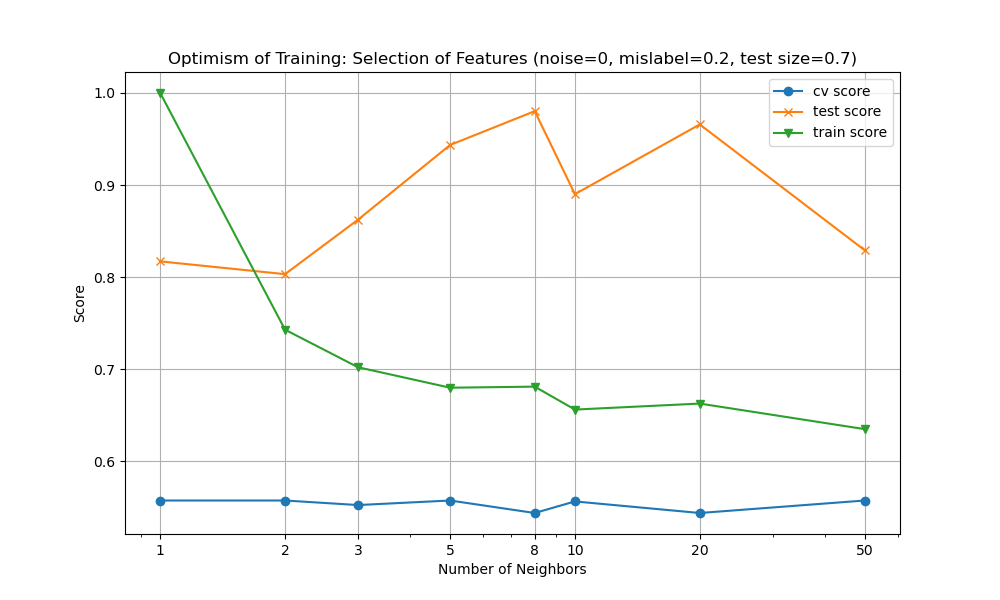 Optimism of Training: Selection of Features (noise=0, mislabel=0.2, test size=0.7)
cv score
test score
train score
1.0
0.9
0.8
0.7
0.6
Score
1 2 3 5 8 10 20 50
Number of Neighbors